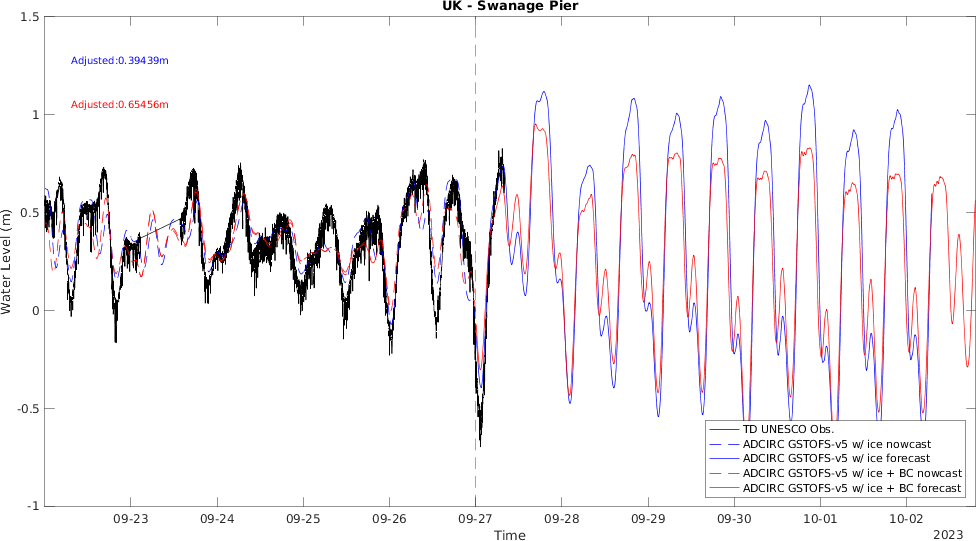 UK - Swanage Pier
1.5
Adjusted:0.39439m
Adjusted:0.65456m
1
0.5
0
-0.5
-1
Water Level (m)
TD UNESCO Obs.
ADCIRC GSTOFS-v5 w/ ice nowcast
ADCIRC GSTOFS-v5 w/ ice forecast
ADCIRC GSTOFS-v5 w/ ice + BC nowcast
ADCIRC GSTOFS-v5 w/ ice + BC forecast
09-23 09-24 09-25 09-26 09-27 09-28 09-29 09-30 10-01 10-02
Time
2023